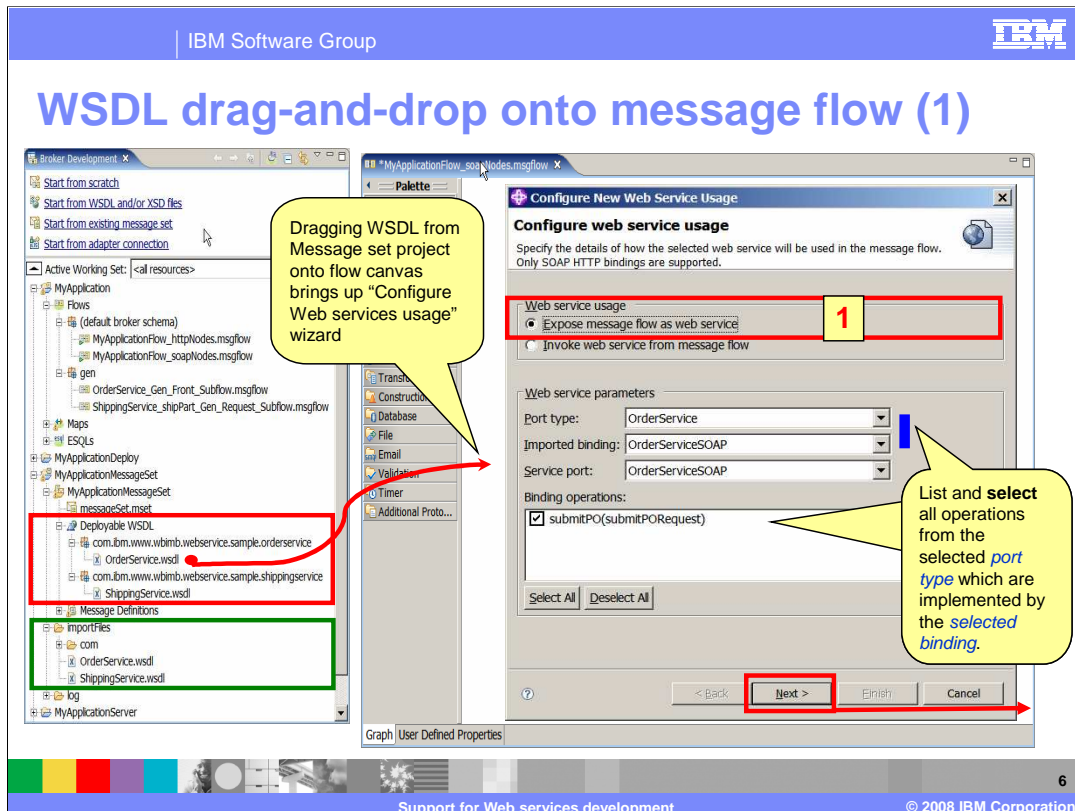 IBM Software Group
IBM
WSDL drag-and-drop onto message flow (1)
Broker Development
Start from scratch
Start from WSDL and/or XSD files
Start from existing message set
Start from adapter connection
Active Working Set: <all resources>
MyApplication
Flows
(default broker schema)
MyApplicationFlow_httpNodes.msgflow
MyApplicationFlow_soapNodes.msgflow
gen
OrderService_Gen_Front_Subflow.msgflow
ShippingService_shipPart_Gen_Request_Subflow.msgflow
Maps
ESQLs
MyApplicationDeploy
MyApplicationMessageSet
MyApplicationMessageSet
messageSet.mset
Deployable WSDL
com.ibm.www.wbimb.webservice.sample.orderservice
OrderService.wsdl
com.ibm.www.wbimb.webservice.sample.shippingservice
ShippingService.wsdl
Message Definitions
importFiles
com
OrderService.wsdl
ShippingService.wsdl
log
MyApplicationServer
*MyApplicationFlow_soapNodes.msgflow
Palette
Dragging WSDL from
Message set project
onto flow canvas
brings up “Configure
Web services usage”
wizard
Transfor
Construction
Database
File
Email
Validation
Timer
Additional Proto...
Configure New Web Service Usage
Configure web service usage
Specify the details of how the selected web service will be used in the message flow.
Only SOAP HTTP bindings are supported.
Web service usage
Expose message flow as web service
1
Invoke web service from message flow
Web service parameters
Port type: OrderService
Imported binding: OrderServiceSOAP
Service port: OrderServiceSOAP
Binding operations:
submitPO(submitPORequest)
Select All Deselect All
List and select
all operations
from the
selected port
type which are
implemented by
the selected
binding.
< Back Next > Finish Cancel
Graph User Defined Properties
6
Support for Web services development
© 2008 IBM Corporation